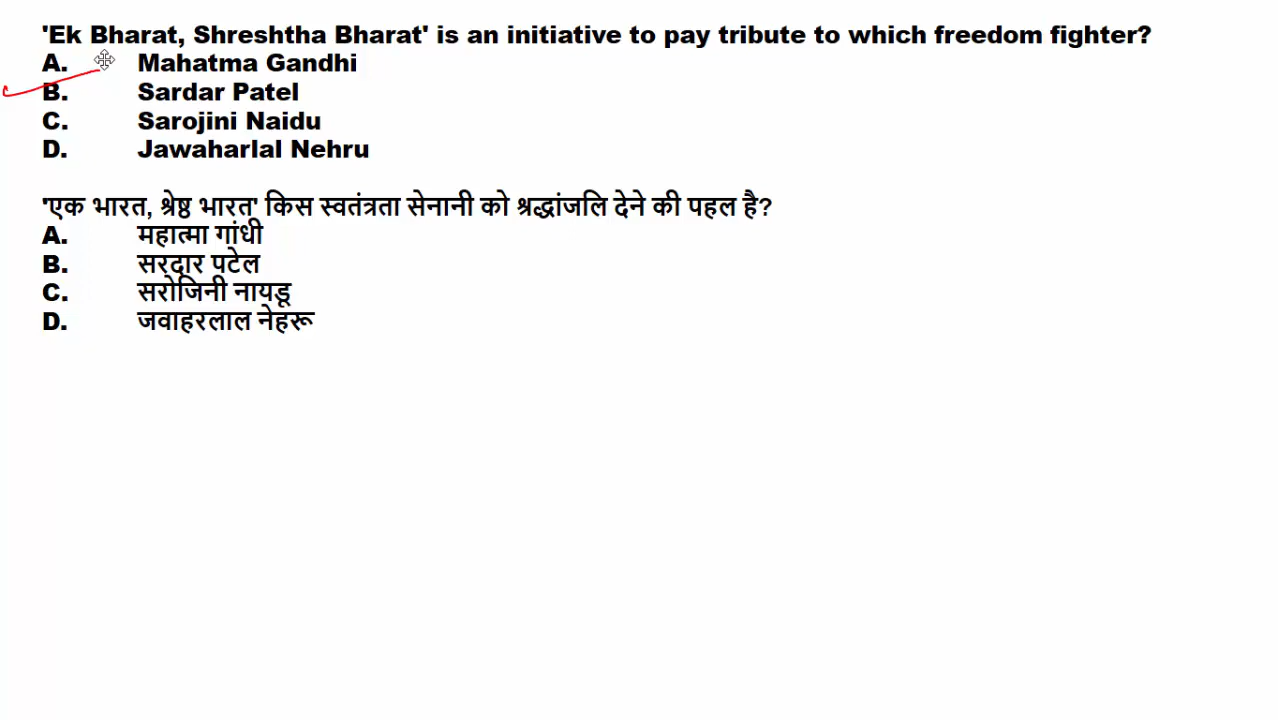 'Ek Bharat, Shreshtha Bharat' is an initiative to pay tribute to which freedom fighter?
A. Mahatma Gandhi
B. Sardar Patel
C. Sarojini Naidu
D. Jawaharlal Nehru
'एक भारत, श्रेष्ठ भारत' किस स्वतंत्रता सेनानी को श्रद्धांजलि देने की पहल है?
A. महात्मा गांधी
B. सरदार पटेल
C. सरोजिनी नायडू
D. जवाहरलाल नेहरू